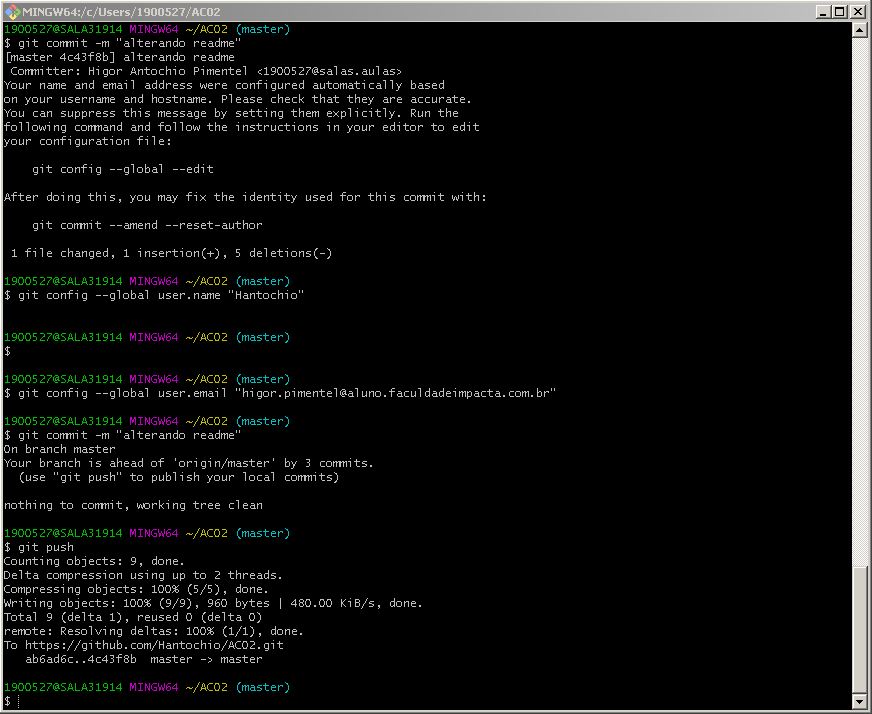 MINGW64:/c/Users/1900527/AC02
1900527@SALA31914 MINGW64 ~/AC02 (master)
$ git commit -m "alterando readme"
[master 4c43f8b] alterando readme
 Committer: Higor Antochio Pimentel <1900527@salas.aulas>
Your name and email address were configured automatically based
on your username and hostname. Please check that they are accurate.
You can suppress this message by setting them explicitly. Run the
following command and follow the instructions in your editor to edit
your configuration file:
    git config --global --edit
After doing this, you may fix the identity used for this commit with:
    git commit --amend --reset-author
 1 file changed, 1 insertion(+), 5 deletions(-)
1900527@SALA31914 MINGW64 ~/AC02 (master)
$ git config --global user.name "Hantochio"
1900527@SALA31914 MINGW64 ~/AC02 (master)
$
1900527@SALA31914 MINGW64 ~/AC02 (master)
$ git config --global user.email "higor.pimentel@aluno.faculdadeimpacta.com.br"
1900527@SALA31914 MINGW64 ~/AC02 (master)
$ git commit -m "alterando readme"
On branch master
Your branch is ahead of 'origin/master' by 3 commits.
  (use "git push" to publish your local commits)
nothing to commit, working tree clean
1900527@SALA31914 MINGW64 ~/AC02 (master)
$ git push
Counting objects: 9, done.
Delta compression using up to 2 threads.
Compressing objects: 100% (5/5), done.
Writing objects: 100% (9/9), 960 bytes | 480.00 KiB/s, done.
Total 9 (delta 1), reused 0 (delta 0)
remote: Resolving deltas: 100% (1/1), done.
To https://github.com/Hantochio/AC02.git
   ab6ad6c..4c43f8b  master -> master
1900527@SALA31914 MINGW64 ~/AC02 (master)
$